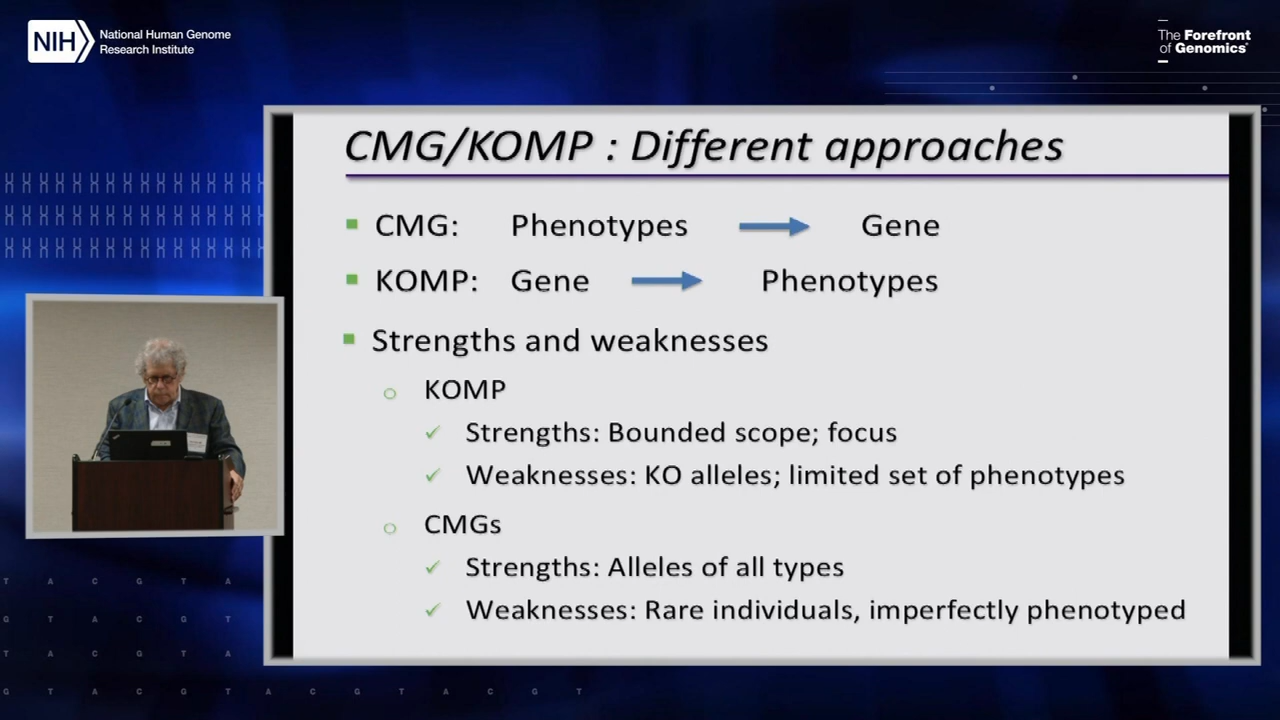 NIH
National Human Genome
Research Institute
The Forefront
of Genomics®
CMG/KOMP : Different approaches
CMG: Phenotypes Gene
KOMP: Gene Phenotypes
Strengths and weaknesses
KOMP
Strengths: Bounded scope; focus
Weaknesses: KO alleles; limited set of phenotypes
CMGs
Strengths: Alleles of all types
Weaknesses: Rare individuals, imperfectly phenotyped
T A C G T A
G T A C G T
T A C G T A
G T A C G T A C G T A C G T